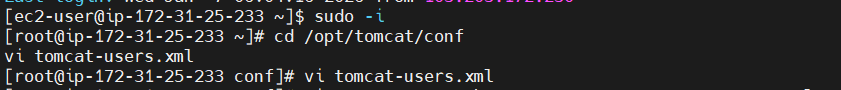 [ec2-user@ip-172-31-25-233 ~]$ sudo -i
[root@ip-172-31-25-233 ~]# cd /opt/tomcat/conf
vi tomcat-users.xml
[root@ip-172-31-25-233 conf]# vi tomcat-users.xml